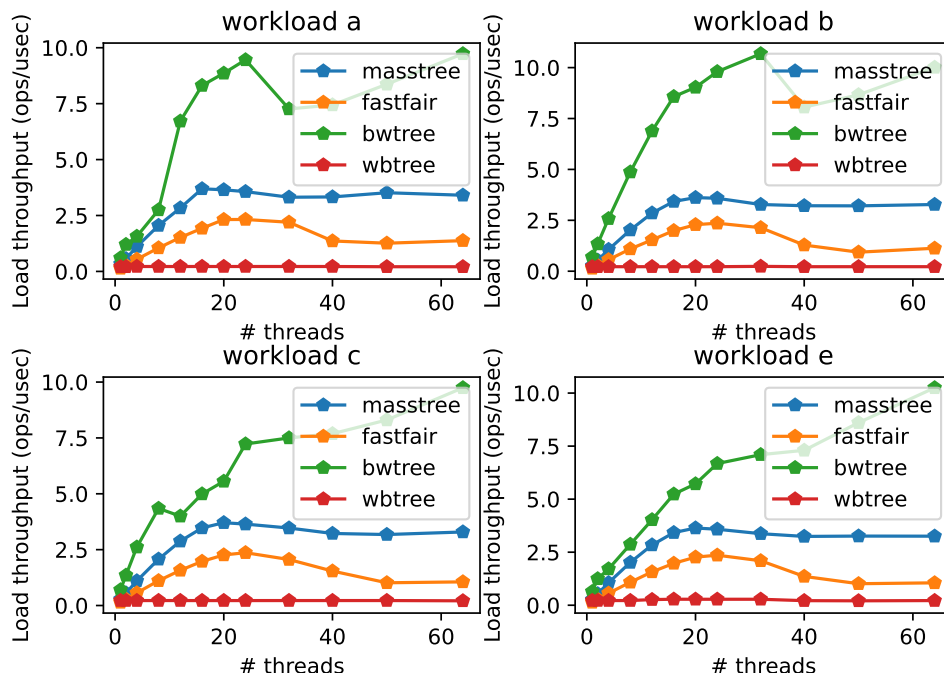 workload a
Load throughput (ops/usec)
10.0
7.5
5.0
2.5
0.0
0
20
40
60
# threads
masstree
fastfair
bwtree
wbtree
workload b
Load throughput (ops/usec)
10.0
7.5
5.0
2.5
0.0
0
20
40
60
# threads
masstree
fastfair
bwtree
wbtree
workload c
Load throughput (ops/usec)
10.0
7.5
5.0
2.5
0.0
0
20
40
60
# threads
masstree
fastfair
bwtree
wbtree
workload e
Load throughput (ops/usec)
10.0
7.5
5.0
2.5
0.0
0
20
40
60
# threads
masstree
fastfair
bwtree
wbtree